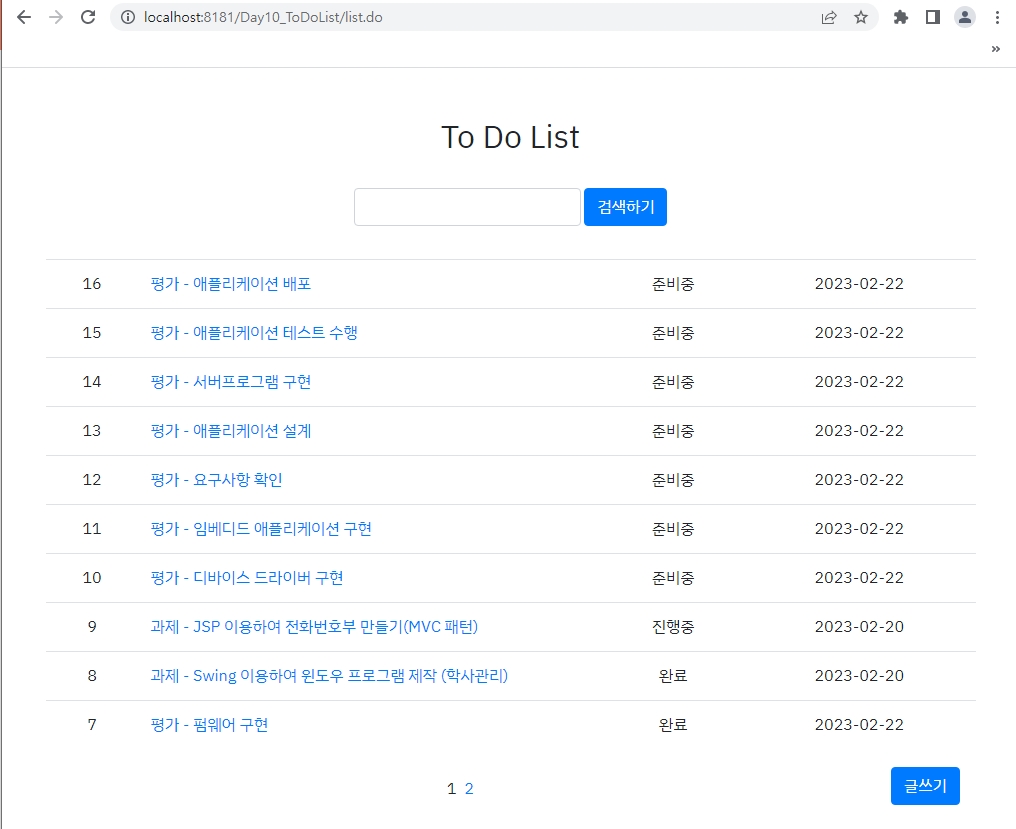 localhost:8181/Day10_ToDoList/list.do
»
To Do List
검색하기
16 평가 - 애플리케이션 배포 준비중 2023-02-22
15 평가 - 애플리케이션 테스트 수행 준비중 2023-02-22
14 평가 - 서버프로그램 구현 준비중 2023-02-22
13 평가 - 애플리케이션 설계 준비중 2023-02-22
12 평가 - 요구사항 확인 준비중 2023-02-22
11 평가 - 임베디드 애플리케이션 구현 준비중 2023-02-22
10 평가 - 디바이스 드라이버 구현 준비중 2023-02-22
9 과제 - JSP 이용하여 전화번호부 만들기(MVC 패턴) 진행중 2023-02-20
8 과제 - Swing 이용하여 윈도우 프로그램 제작 (학사관리) 완료 2023-02-20
7 평가 - 펌웨어 구현 완료 2023-02-22
1 2
글쓰기